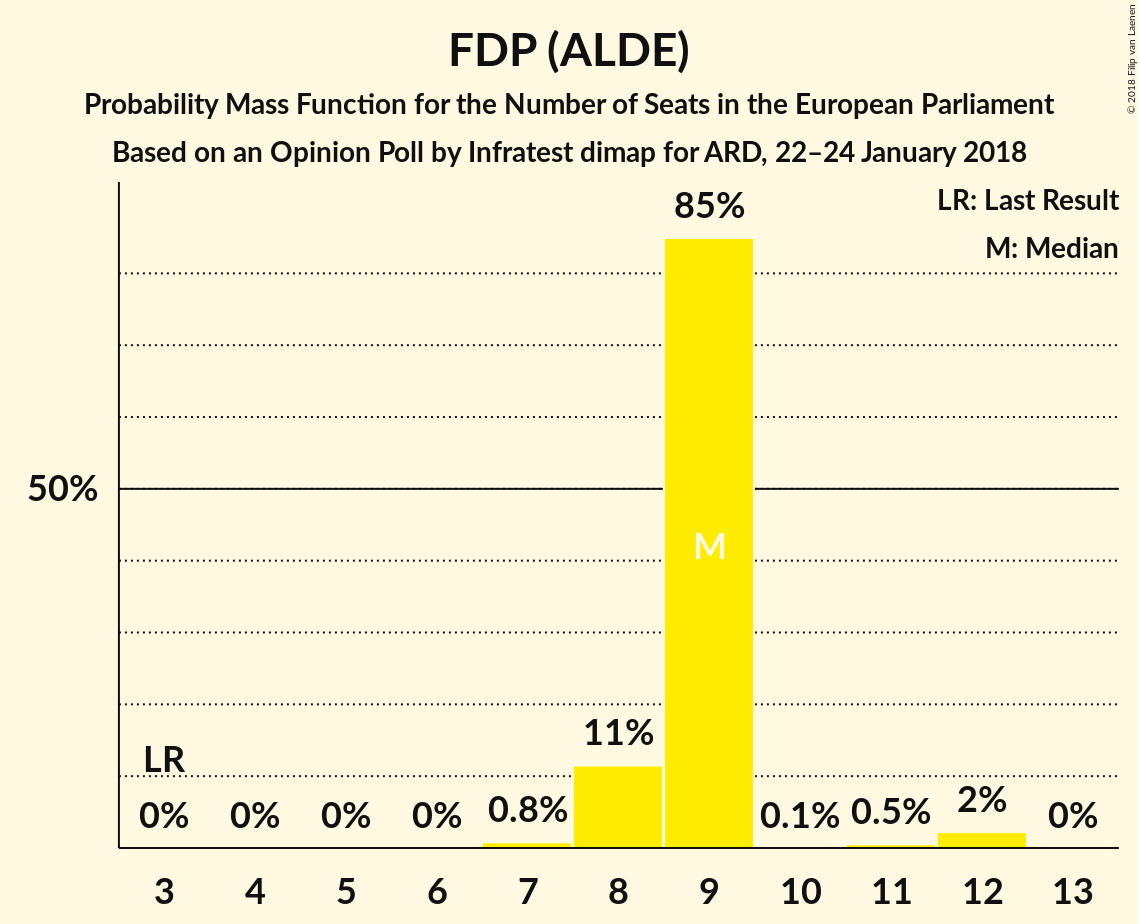 FDP (ALDE)
Probability Mass Function for the Number of Seats in the European Parliament
Based on an Opinion Poll by Infratest dimap for ARD, 22–24 January 2018
© 2018 Filip van Laenen
LR: Last Result
M: Median
85%
50%
M
11%
LR
0% 0% 0% 0% 0.8% 0.1% 0.5% 2% 0%
3 4 5 6 7 8 9 10 11 12 13